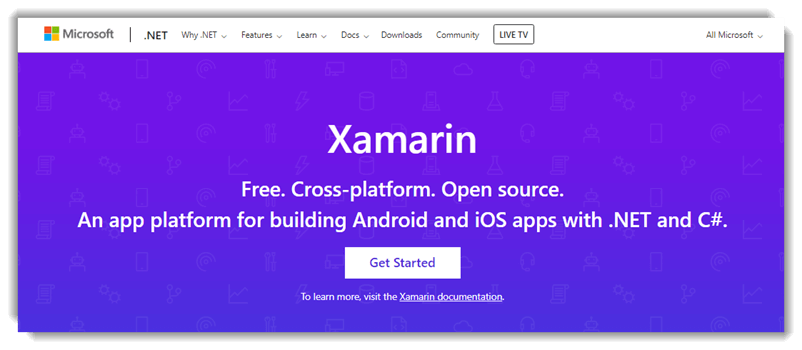 Microsoft .NET Why .NET Features Learn Docs Downloads Community LIVE TV All Microsoft
Xamarin
Free. Cross-platform. Open source.
An app platform for building Android and iOS apps with .NET and C#.
Get Started
To learn more, visit the Xamarin documentation.